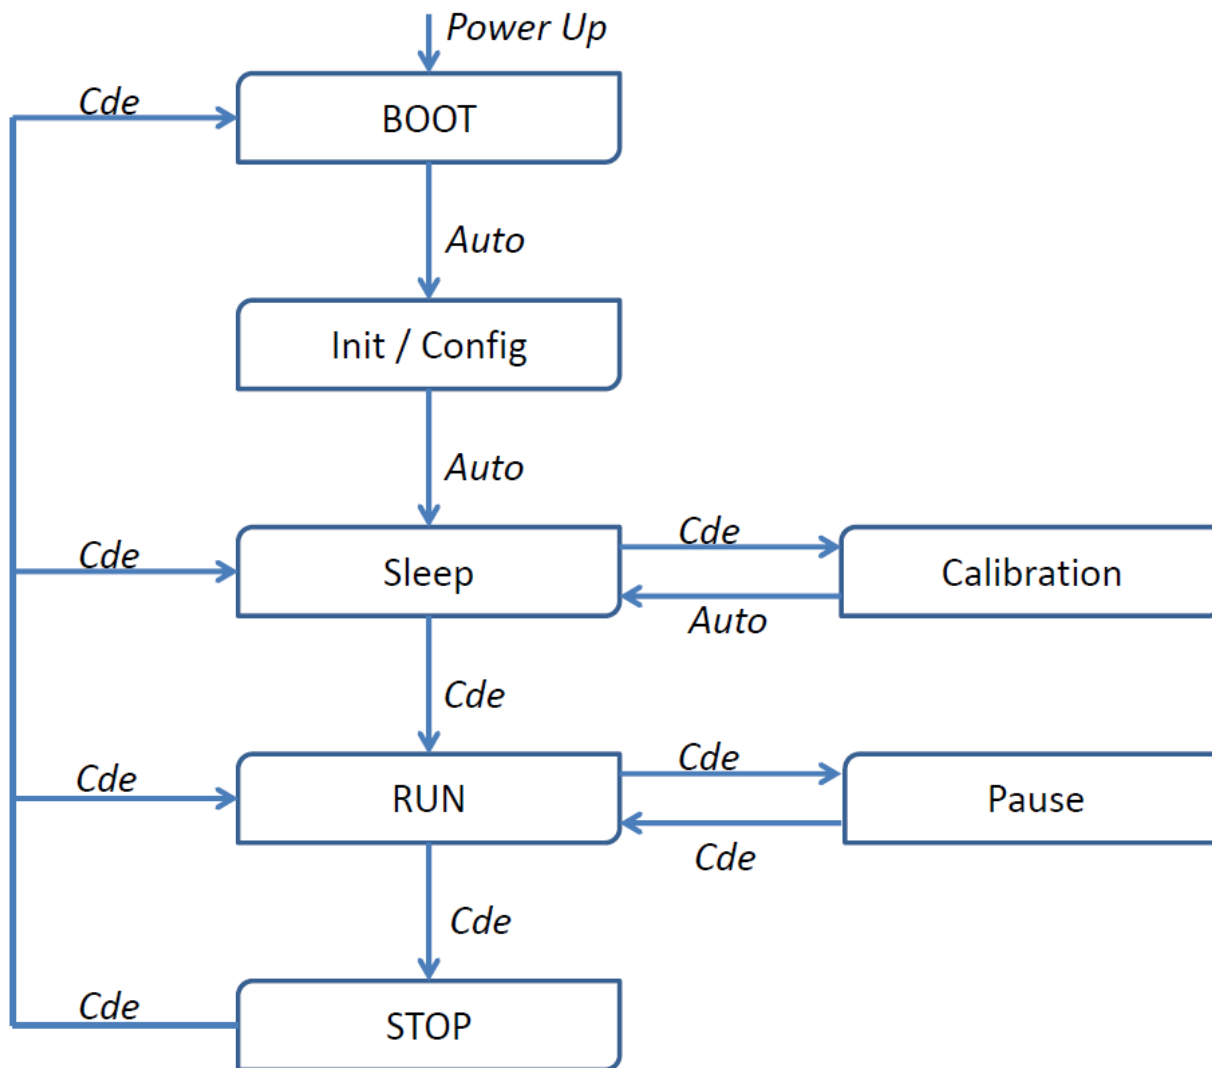 Power Up
Cde
BOOT
Auto
Init / Config
Auto
Cde
Sleep
Cde
Calibration
Auto
Cde
Cde
RUN
Cde
Pause
Cde
Cde
Cde
STOP